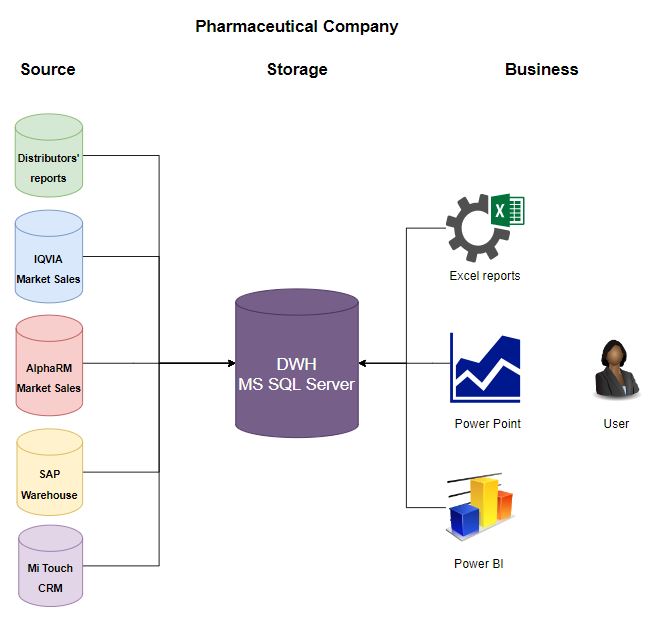 Pharmaceutical Company
Source
Storage
Business
Distributors'
reports
IQVIA
Market Sales
AlphaRM
Market Sales
SAP
Warehouse
Mi Touch
CRM
DWH
MS SQL Server
X
Excel reports
Power Point
User
Power BI